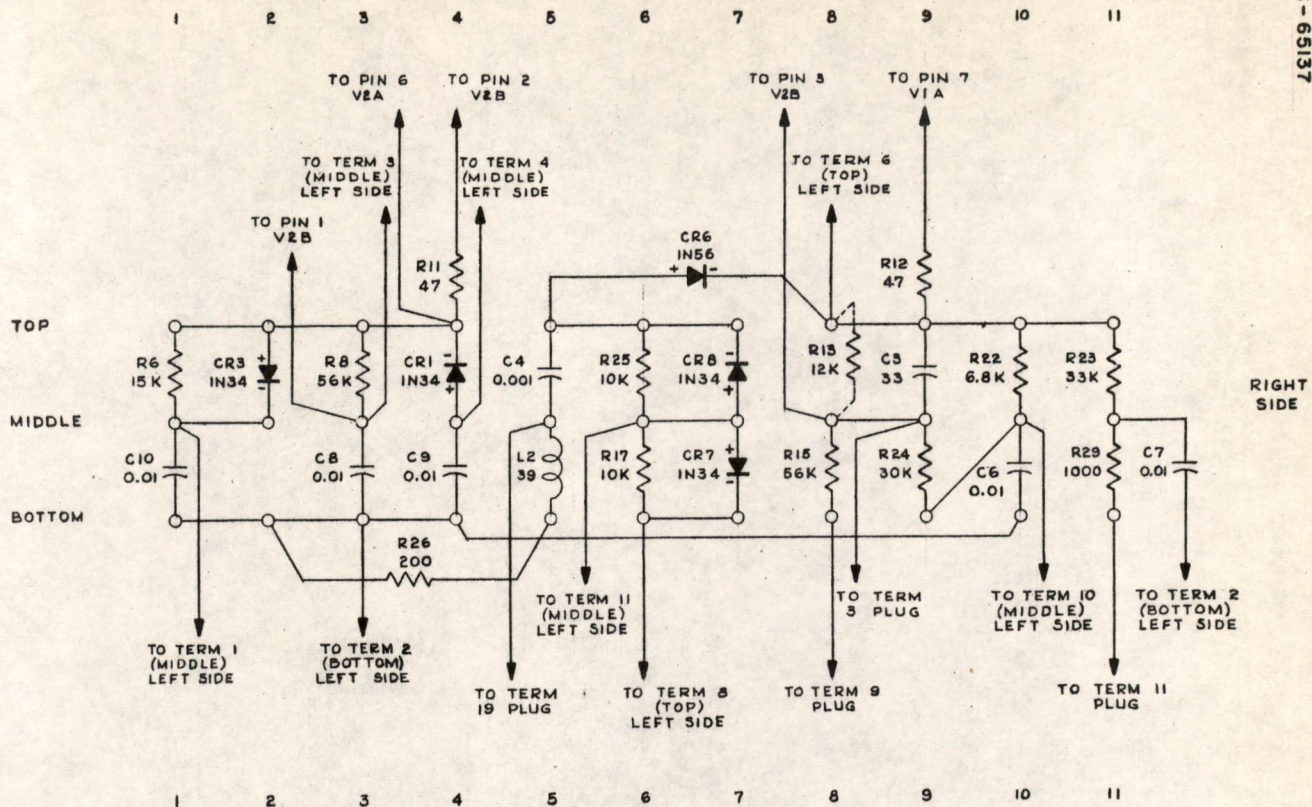 1 2 3 4 5 6 7 8 9 10 11
- 65137
TO PIN 6
V2A
TO PIN 2
V2B
TO PIN 3
V2B
TO PIN 7
V1A
TO TERM 3
(MIDDLE)
LEFT SIDE
TO TERM 4
(MIDDLE)
LEFT SIDE
TO TERM 6
(TOP)
LEFT SIDE
TO PIN 1
V2B
R11
47
CR6
1N56
+ -
R12
47
TOP
R6
15K
CR3
1N34
+
-
R8
56K
CR1
1N34
-
+
C4
0.001
R25
10K
CR8
1N34
-
+
R13
12K
C5
33
R22
6.8K
R23
33K
RIGHT
SIDE
MIDDLE
C10
0.01
C8
0.01
C9
0.01
L2
39
R17
10K
CR7
1N34
+
-
R15
56K
R24
30K
C6
0.01
R29
1000
C7
0.01
BOTTOM
R26
200
TO TERM 11
(MIDDLE)
LEFT SIDE
TO TERM
3 PLUG
TO TERM 10
(MIDDLE)
LEFT SIDE
TO TERM 2
(BOTTOM)
LEFT SIDE
TO TERM 1
(MIDDLE)
LEFT SIDE
TO TERM 2
(BOTTOM)
LEFT SIDE
TO TERM
19 PLUG
TO TERM 8
(TOP)
LEFT SIDE
TO TERM 9
PLUG
TO TERM 11
PLUG
1 2 3 4 5 6 7 8 9 10 11